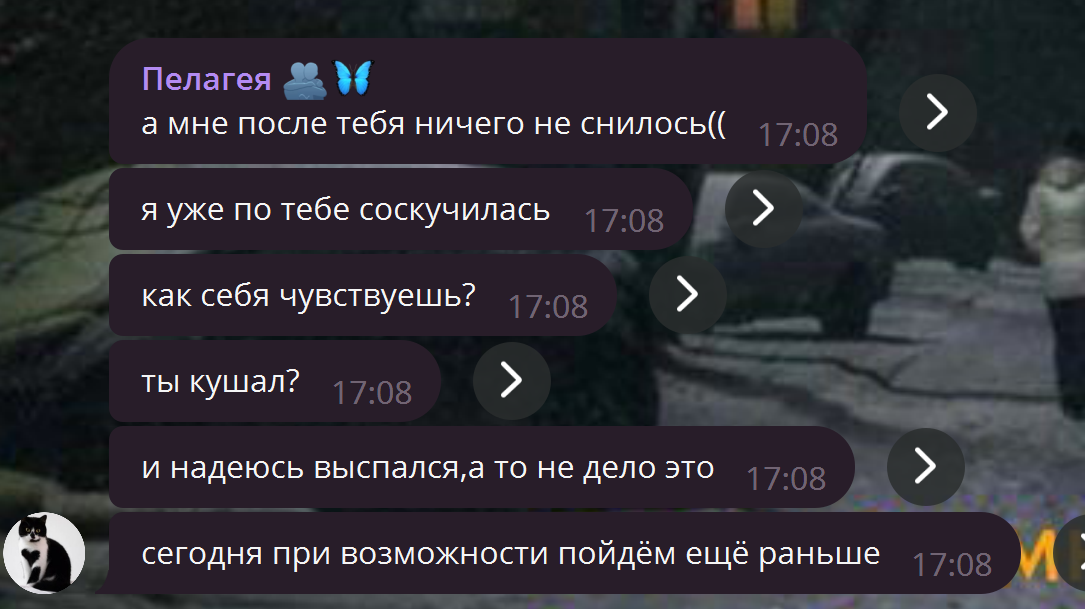 Пелагея 🫂🦋
а мне после тебя ничего не снилось((
17:08
я уже по тебе соскучилась
17:08
как себя чувствуешь?
17:08
ты кушал?
17:08
и надеюсь выспался,а то не дело это
17:08
сегодня при возможности пойдём ещё раньше
17:08